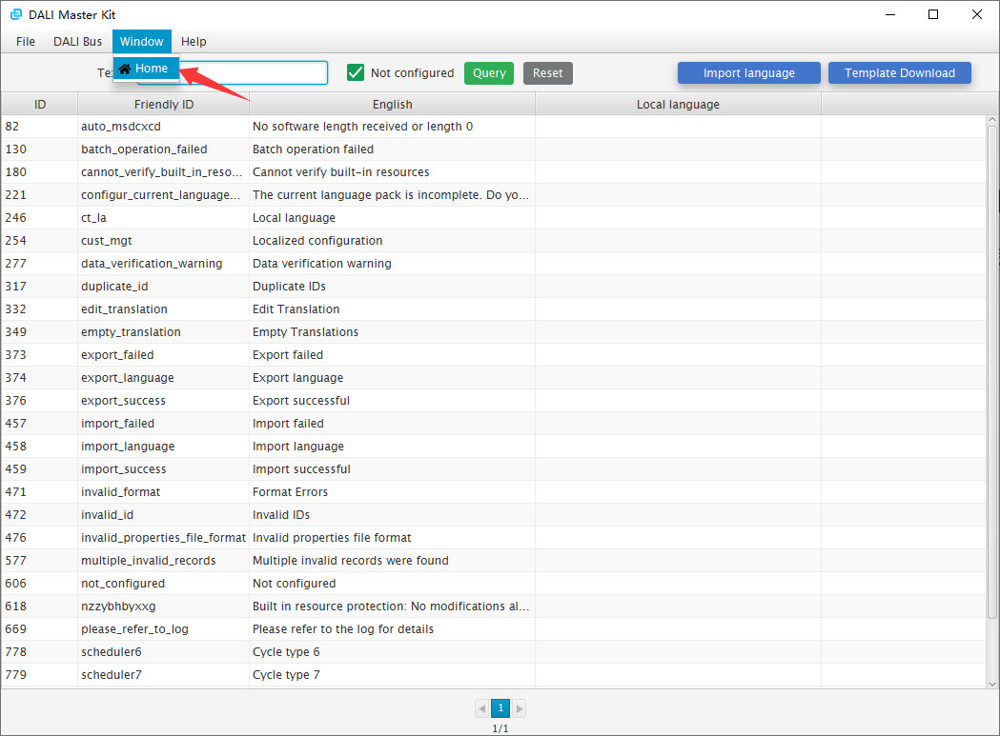 DALI Master Kit
File DALI Bus Window Help
Home
Te Not configured Query Reset Import language Template Download
ID Friendly ID English Local language
82 auto_msdcxcd No software length received or length 0
130 batch_operation_failed Batch operation failed
180 cannot_verify_built_in_reso... Cannot verify built-in resources
221 configur_current_language... The current language pack is incomplete. Do yo...
246 ct_la Local language
254 cust_mgt Localized configuration
277 data_verification_warning Data verification warning
317 duplicate_id Duplicate IDs
332 edit_translation Edit Translation
349 empty_translation Empty Translations
373 export_failed Export failed
374 export_language Export language
376 export_success Export successful
457 import_failed Import failed
458 import_language Import language
459 import_success Import successful
471 invalid_format Format Errors
472 invalid_id Invalid IDs
476 invalid_properties_file_format Invalid properties file format
577 multiple_invalid_records Multiple invalid records were found
606 not_configured Not configured
618 nzzybhbyxxg Built in resource protection: No modifications al...
669 please_refer_to_log Please refer to the log for details
778 scheduler6 Cycle type 6
779 scheduler7 Cycle type 7
1
1/1